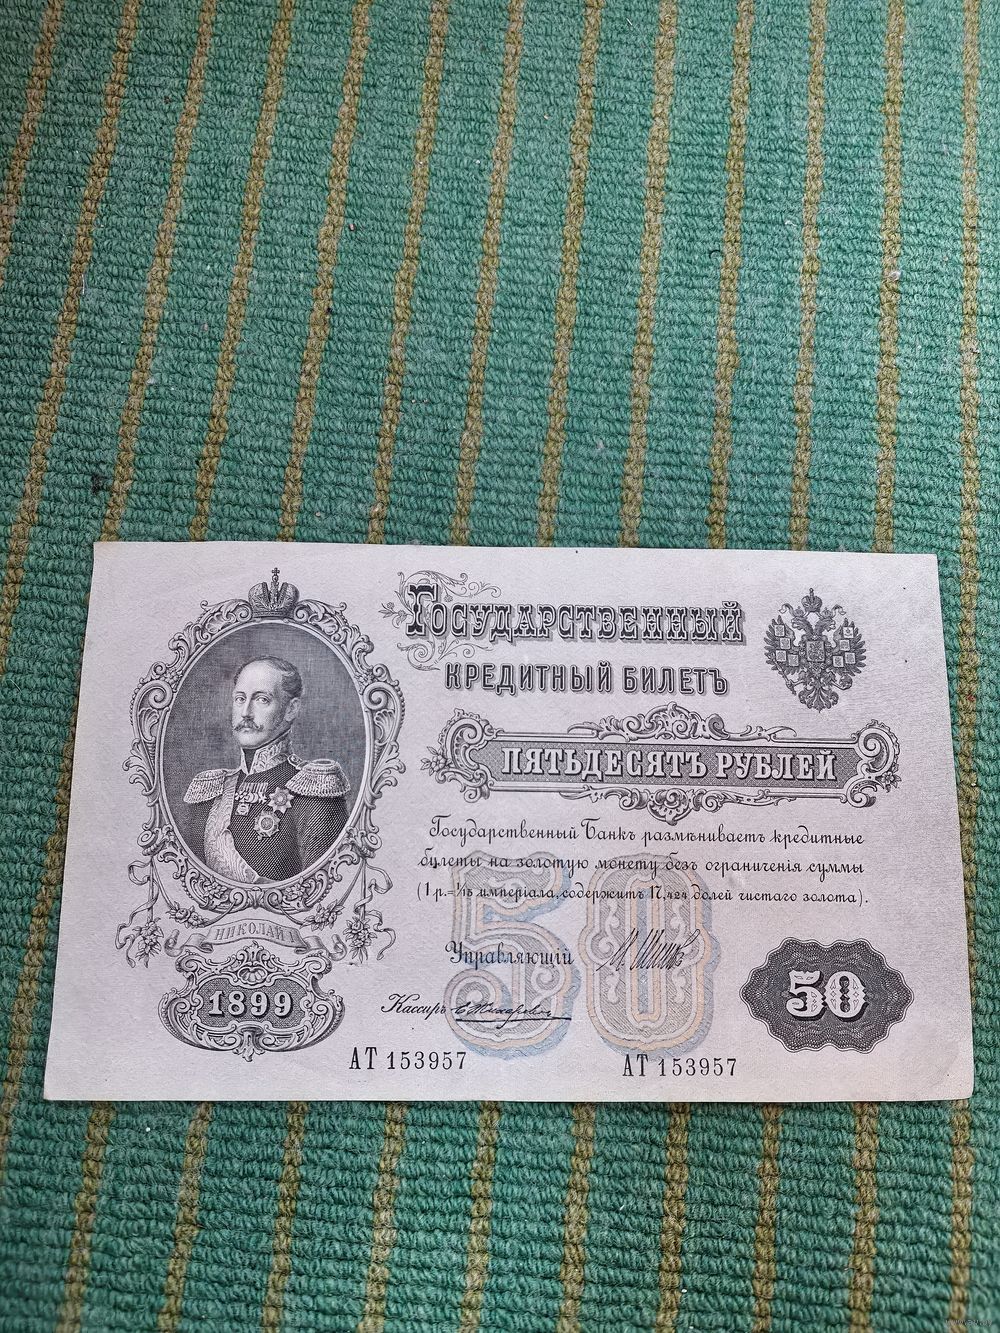 ГОСУДАРСТВЕННЫЙ
КРЕДИТНЫЙ БИЛЕТЪ
ПЯТЬДЕСЯТЪ РУБЛЕЙ
Государственный Банкъ размѣниваетъ кредитные
билеты на золотую монету безъ ограниченія суммы
(1 р.=1/15 имперіала, содержитъ 17,424 долей чистаго золота).
50
НИКОЛАЙ I
1899
Управляющій
Кассиръ
50
АТ 153957
АТ 153957